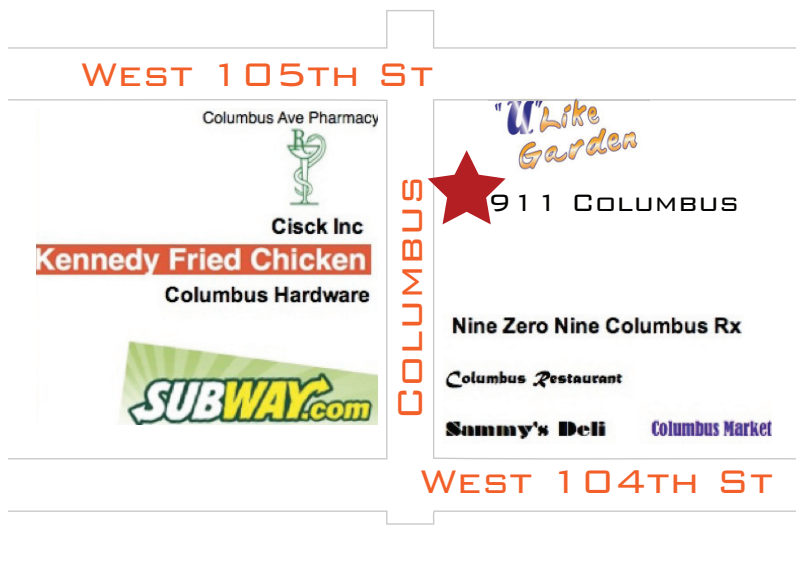 West 105th St
Columbus Ave Pharmacy
R
Cisck Inc
Kennedy Fried Chicken
Columbus Hardware
SUBWAY.com
Columbus
"U" Like
Garden
911 Columbus
Nine Zero Nine Columbus Rx
Columbus Restaurant
Sammy's Deli
Columbus Market
West 104th St